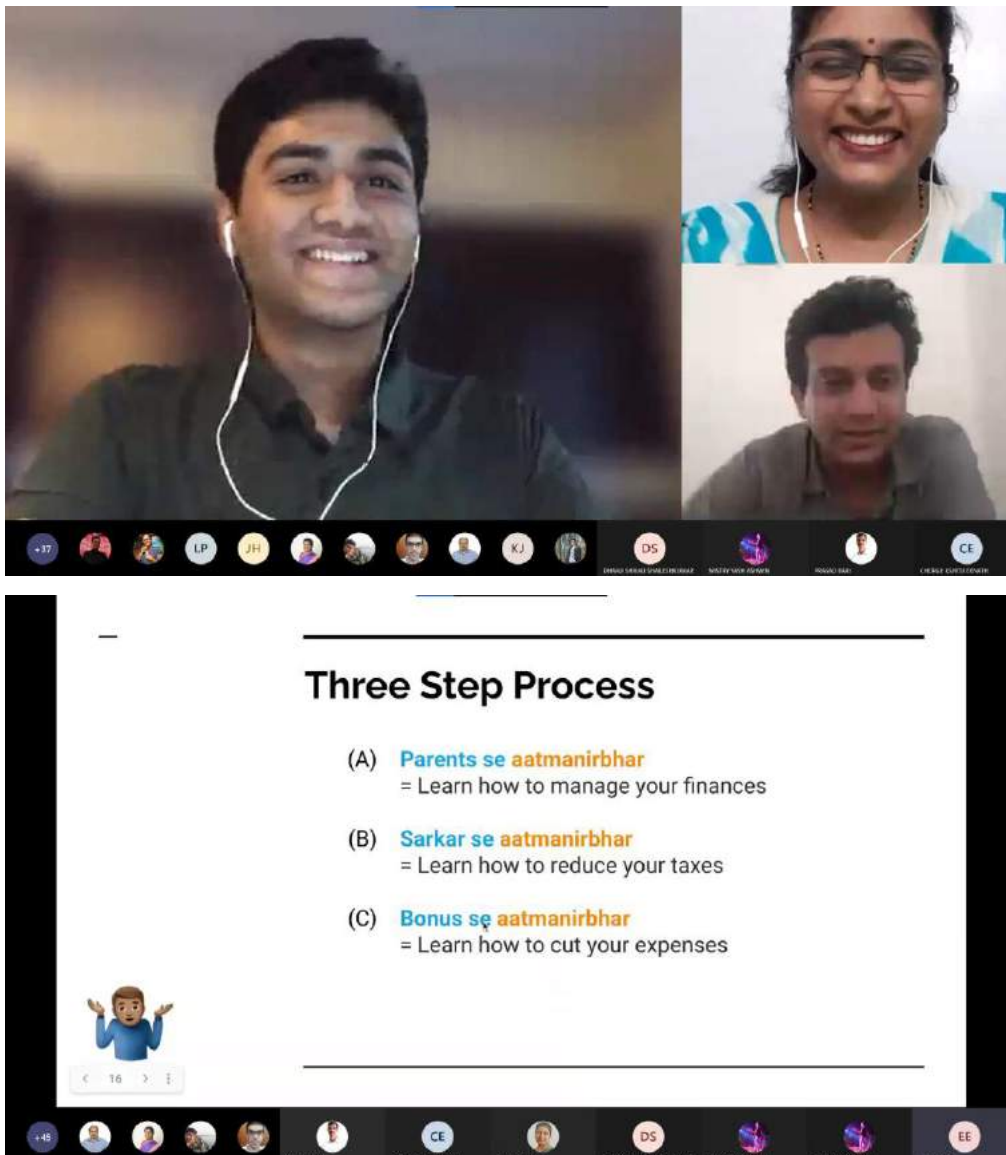 +37
LP
JH
KJ
DS
CE
Three Step Process
(A) Parents se aatmanirbhar
= Learn how to manage your finances
(B) Sarkar se aatmanirbhar
= Learn how to reduce your taxes
(C) Bonus se aatmanirbhar
= Learn how to cut your expenses
< 16 >
+45
CE
DS
EE